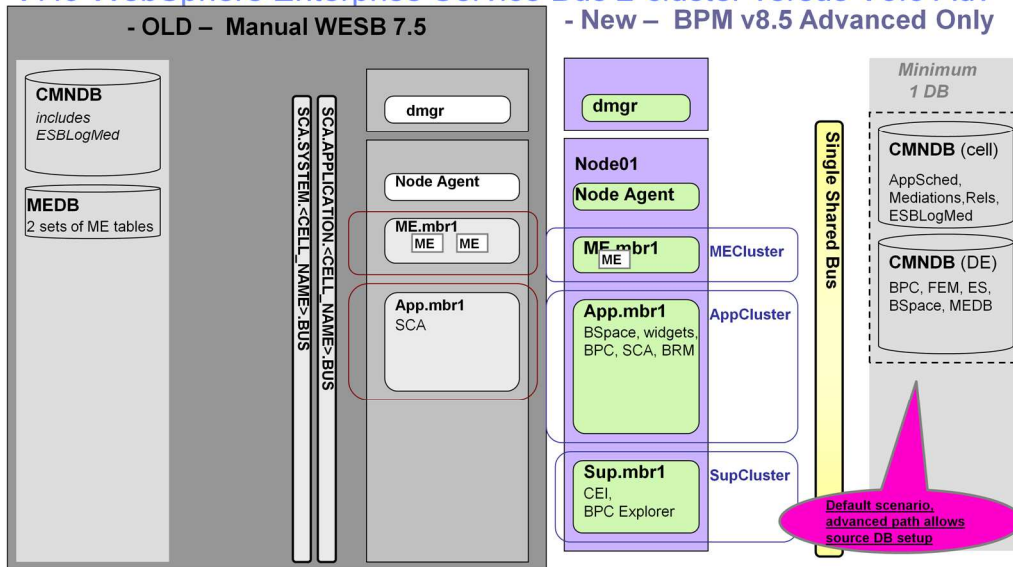 - OLD – Manual WESB 7.5
- New – BPM v8.5 Advanced Only
CMNDB
includes
ESBLogMed
MEDB
2 sets of ME tables
SCA.SYSTEM.<CELL_NAME>.BUS
SCA.APPLICATION.<CELL_NAME>.BUS
dmgr
Node Agent
ME.mbr1
ME ME
App.mbr1
SCA
dmgr
Node01
Node Agent
ME.mbr1
ME
MECluster
App.mbr1
BSpace, widgets,
BPC, SCA, BRM
AppCluster
Sup.mbr1
CEI,
BPC Explorer
SupCluster
Single Shared Bus
Minimum
1 DB
CMNDB (cell)
AppSched,
Mediations,Rels,
ESBLogMed
CMNDB (DE)
BPC, FEM, ES,
BSpace, MEDB
Default scenario,
advanced path allows
source DB setup